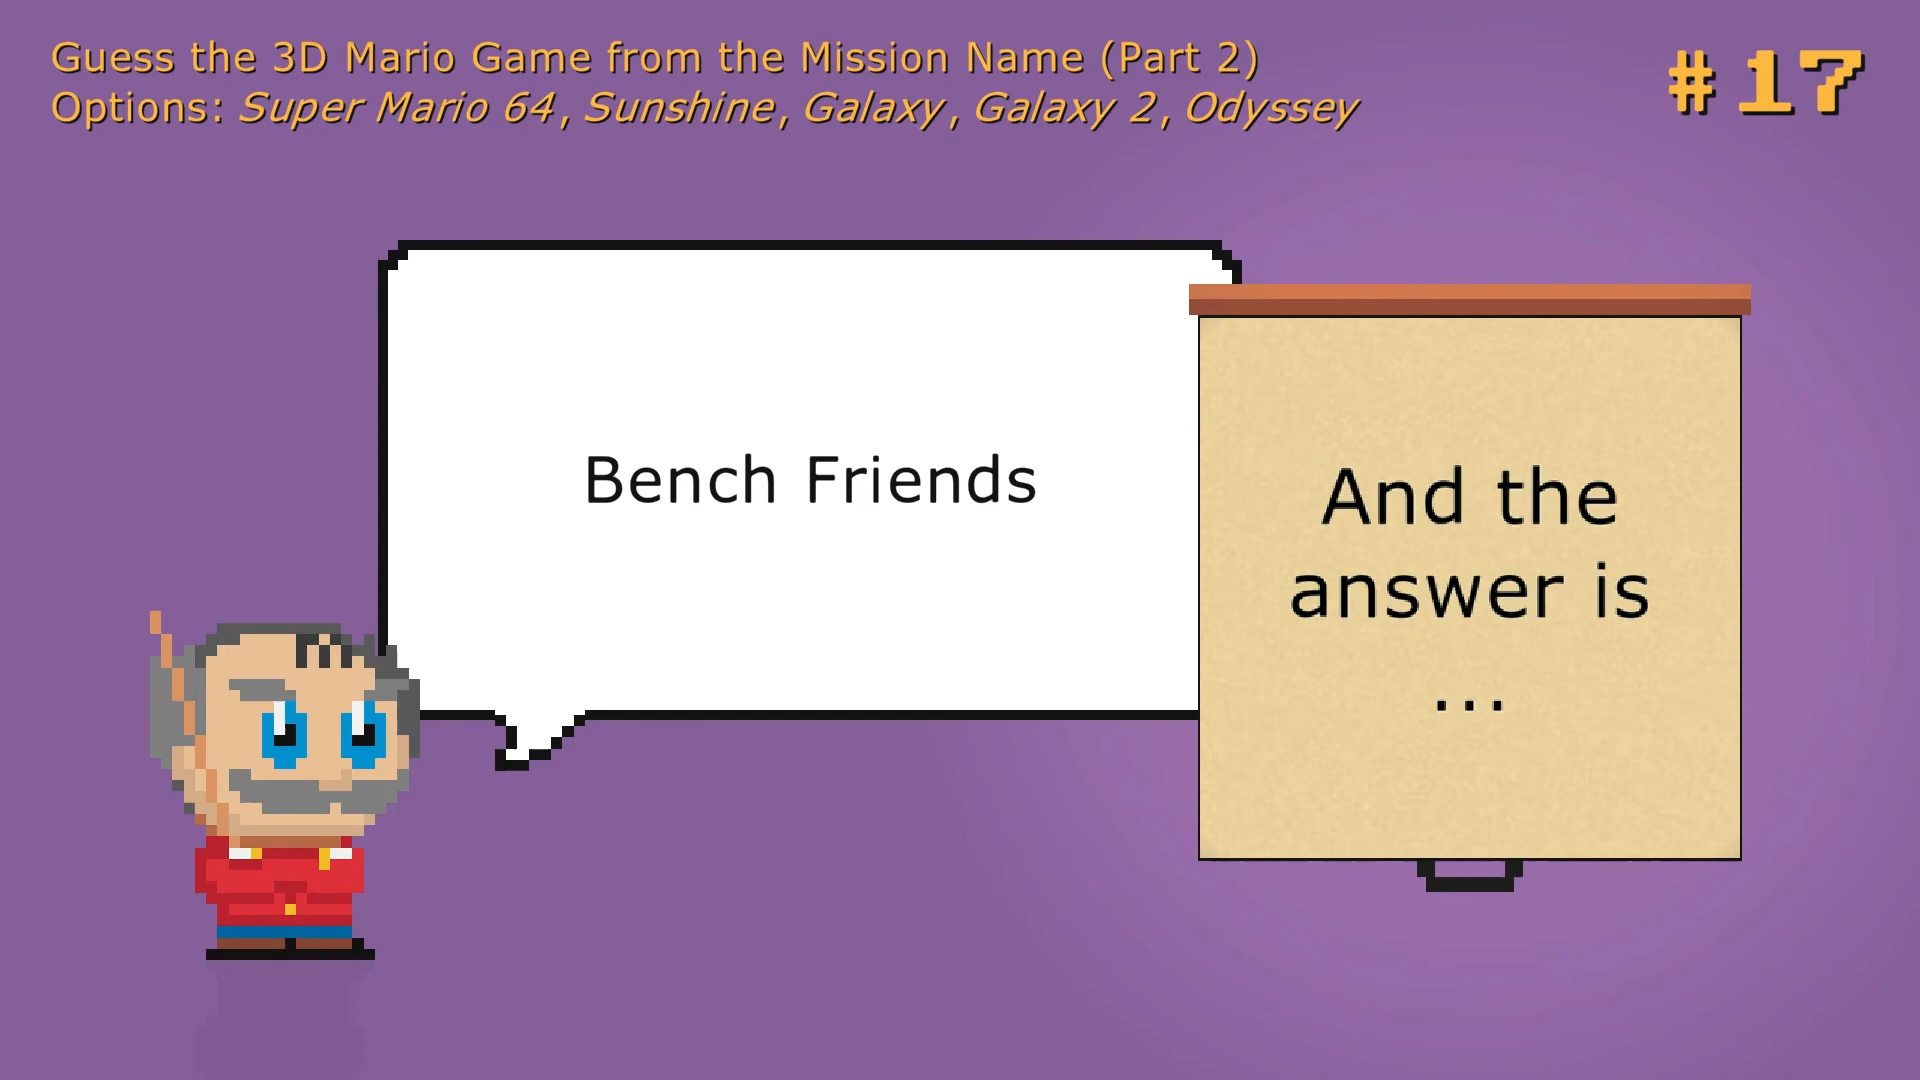 Guess the 3D Mario Game from the Mission Name (Part 2)
Options: Super Mario 64, Sunshine, Galaxy, Galaxy 2, Odyssey
#17
Bench Friends
And the
answer is
...